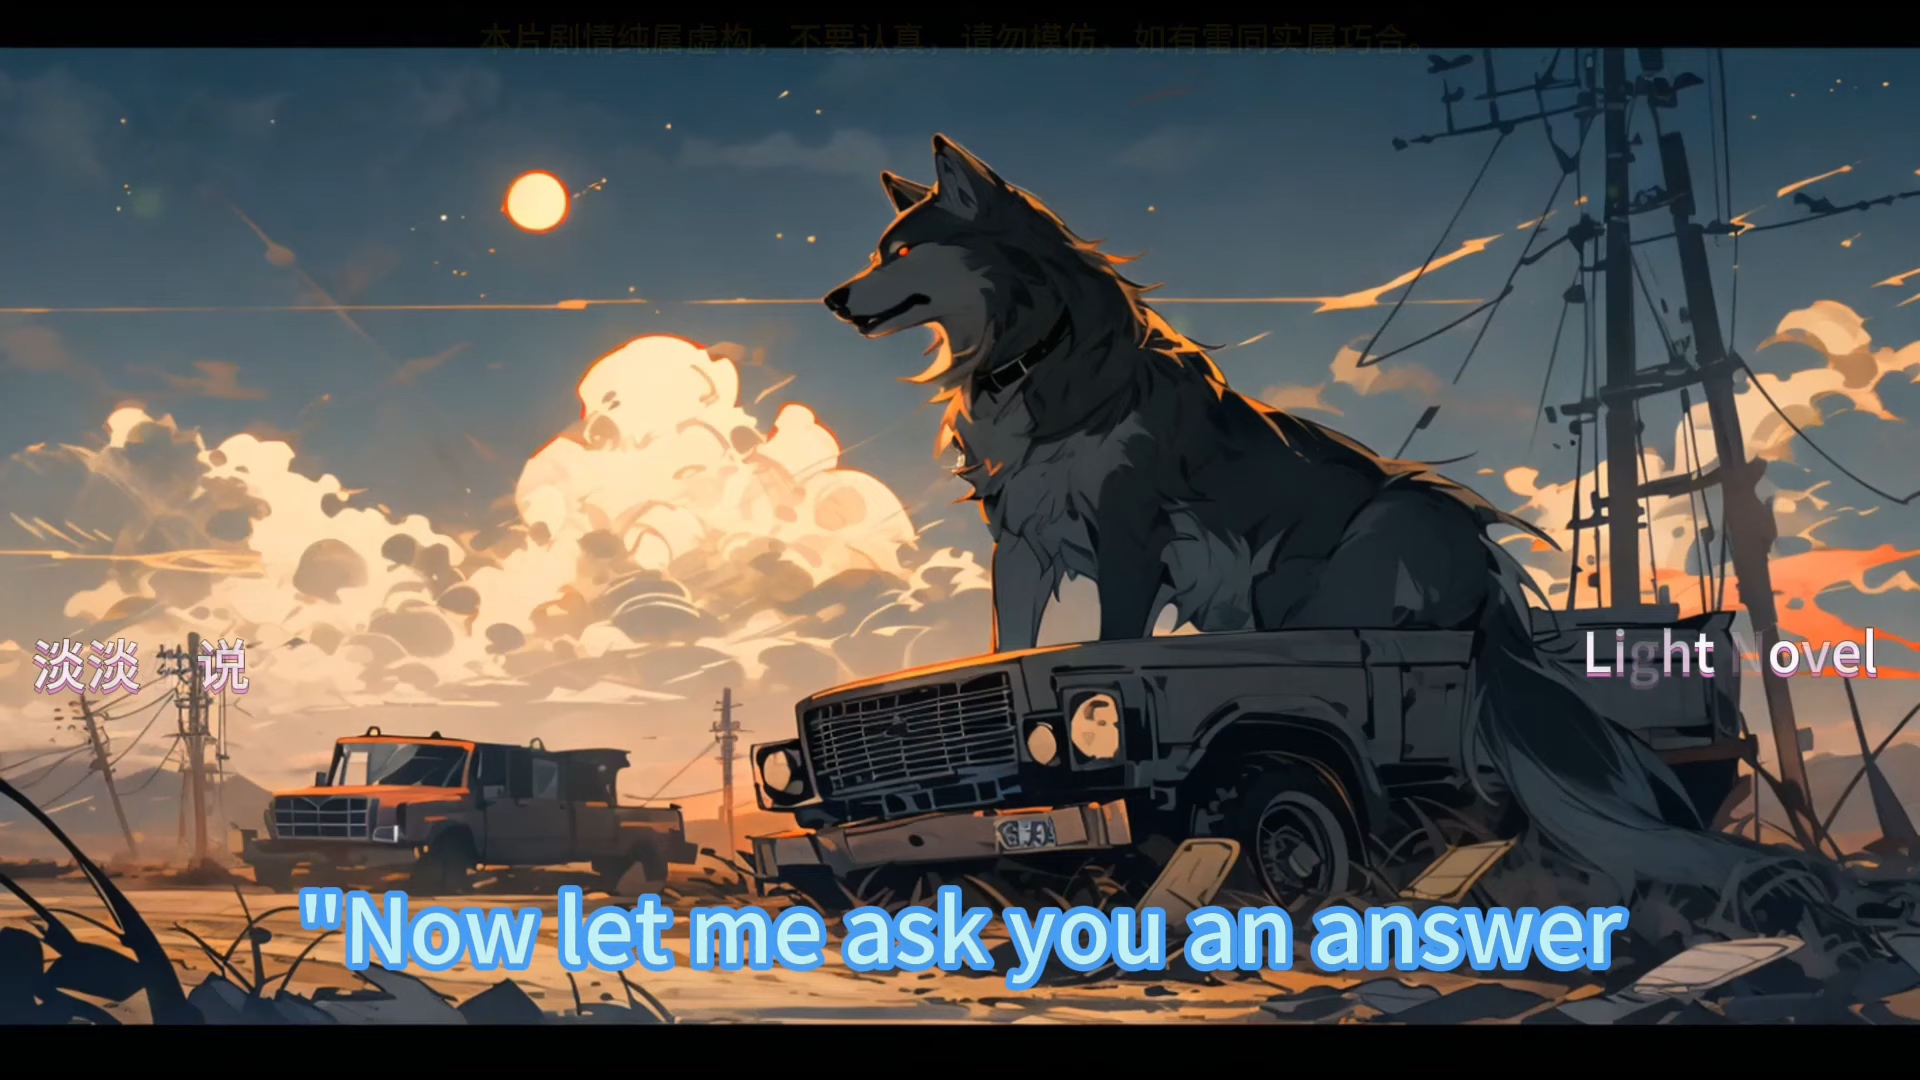 本片剧情纯属虚构，不要认真，请勿模仿，如有雷同实属巧合。
淡淡 说
Light Novel
"Now let me ask you an answer